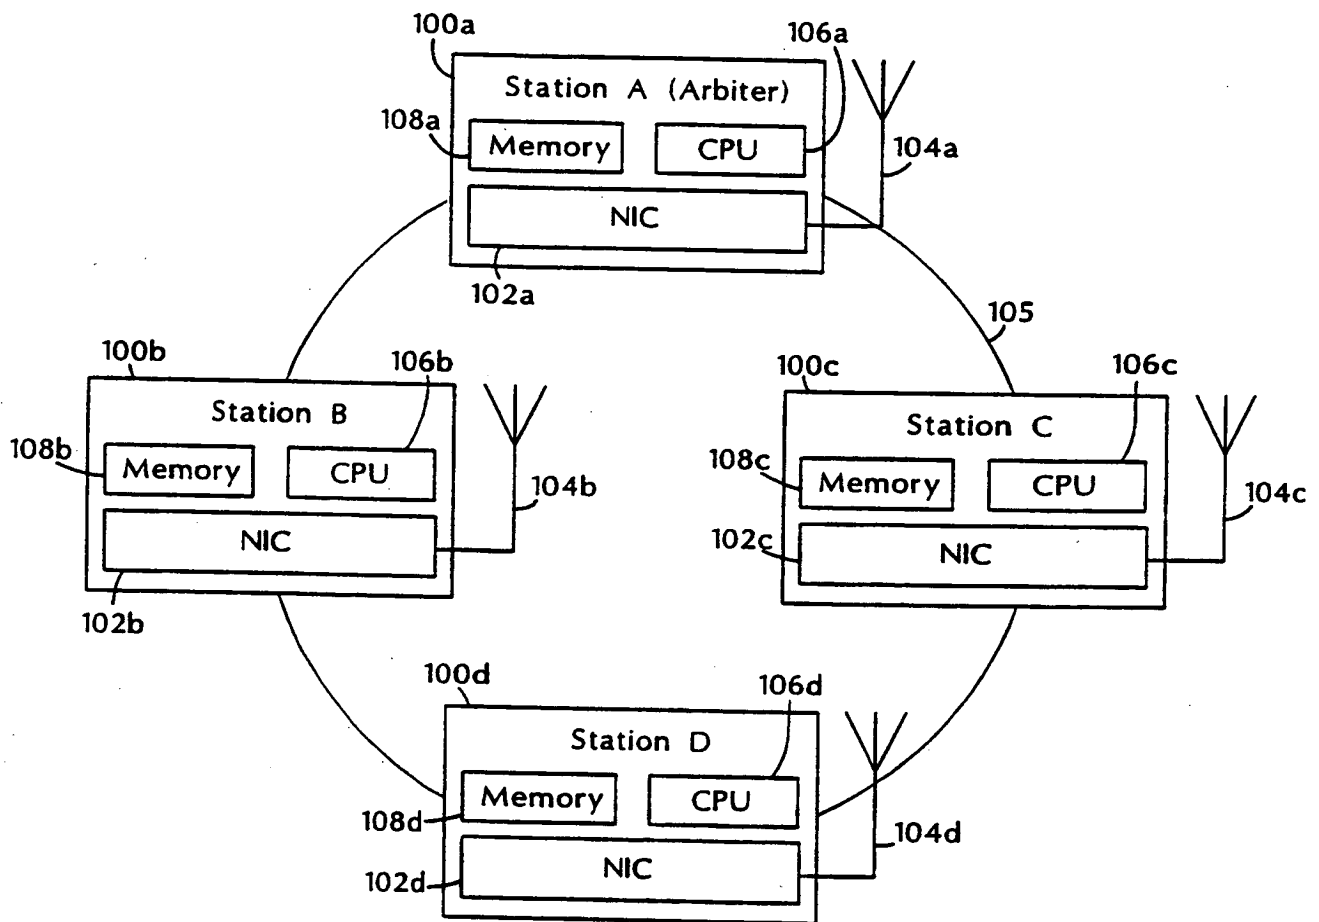 100a
106a
Station A (Arbiter)
108a
Memory
CPU
104a
NIC
102a
105
100b
106b
Station B
108b
Memory
CPU
104b
NIC
102b
100c
106c
Station C
108c
Memory
CPU
104c
102c
NIC
100d
106d
Station D
Memory
CPU
108d
104d
NIC
102d